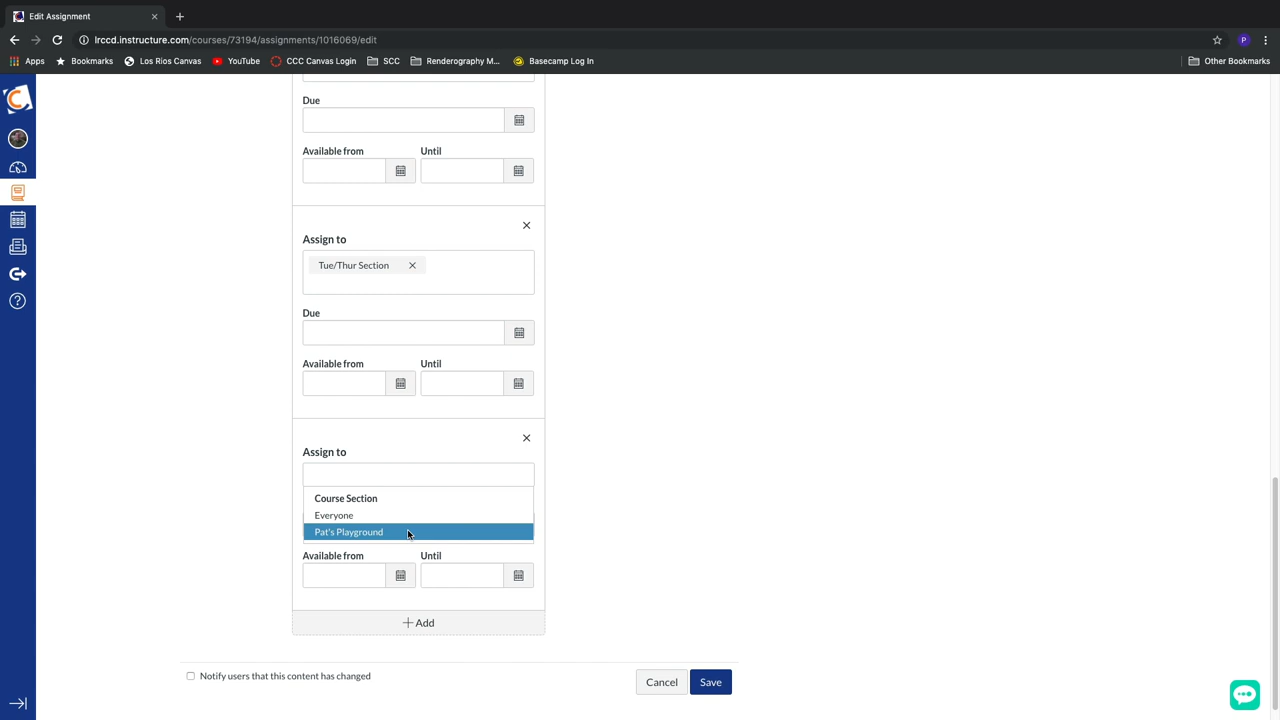 Edit Assignment
lrccd.instructure.com/courses/73194/assignments/1016069/edit
P
Apps
Bookmarks
Los Rios Canvas
YouTube
CCC Canvas Login
SCC
Renderography M...
Basecamp Log In
Other Bookmarks
Due
Available from
Until
Assign to
Tue/Thur Section
Due
Available from
Until
Assign to
Course Section
Everyone
Pat's Playground
Available from
Until
Add
Notify users that this content has changed
Cancel
Save